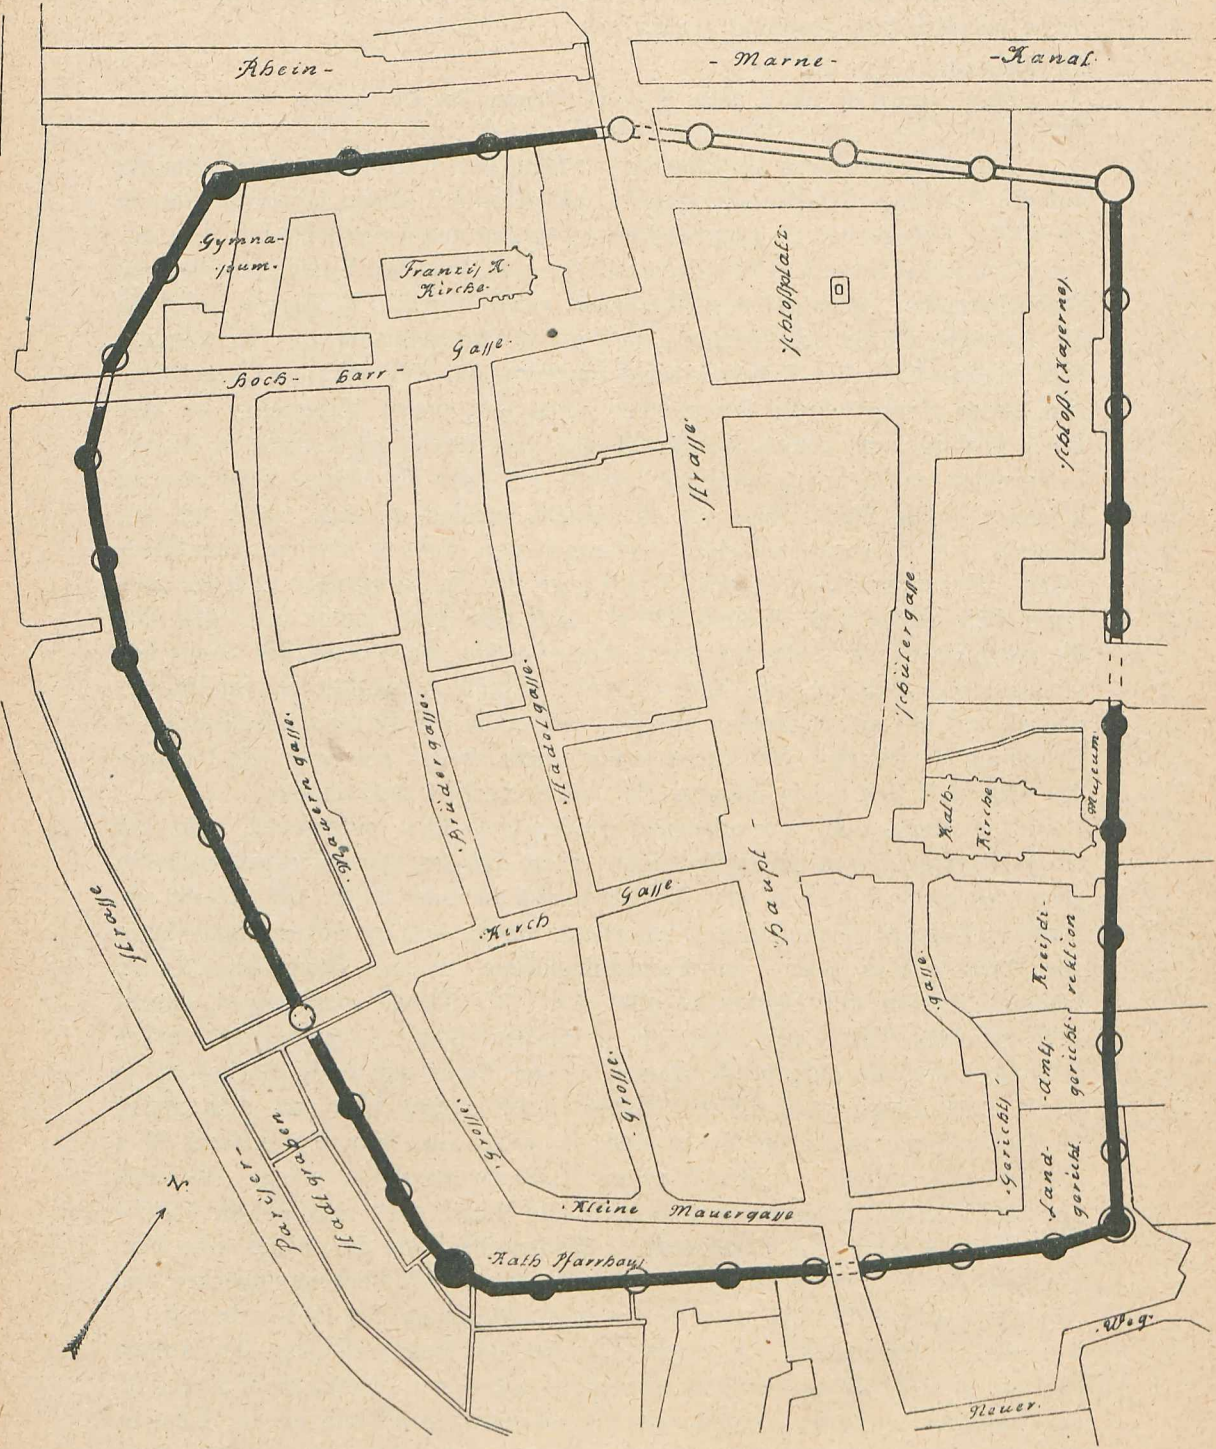 Rhein-
- Marne-
-Kanal.
Gymna-
sium.
Franzis K.
Kirche.
Schloßplatz
Schloß. (Kaserne).
Hoch-
barr-
Gasse.
Strasse.
Schülergasse.
Mauerngasse.
Brüdergasse.
Stadelgasse.
Museum.
Kath.
Kirche
Haupt-
Kirch
Gasse.
Strasse
Kreisdi-
rektion
Amts-
gericht.
Land-
gericht.
gasse.
Gerichts-
Grosse.
Grosse.
Kleine Mauergasse
Kath Pfarrhaus
Pariser-
Stadtgraben
N.
Neuer.
Weg.